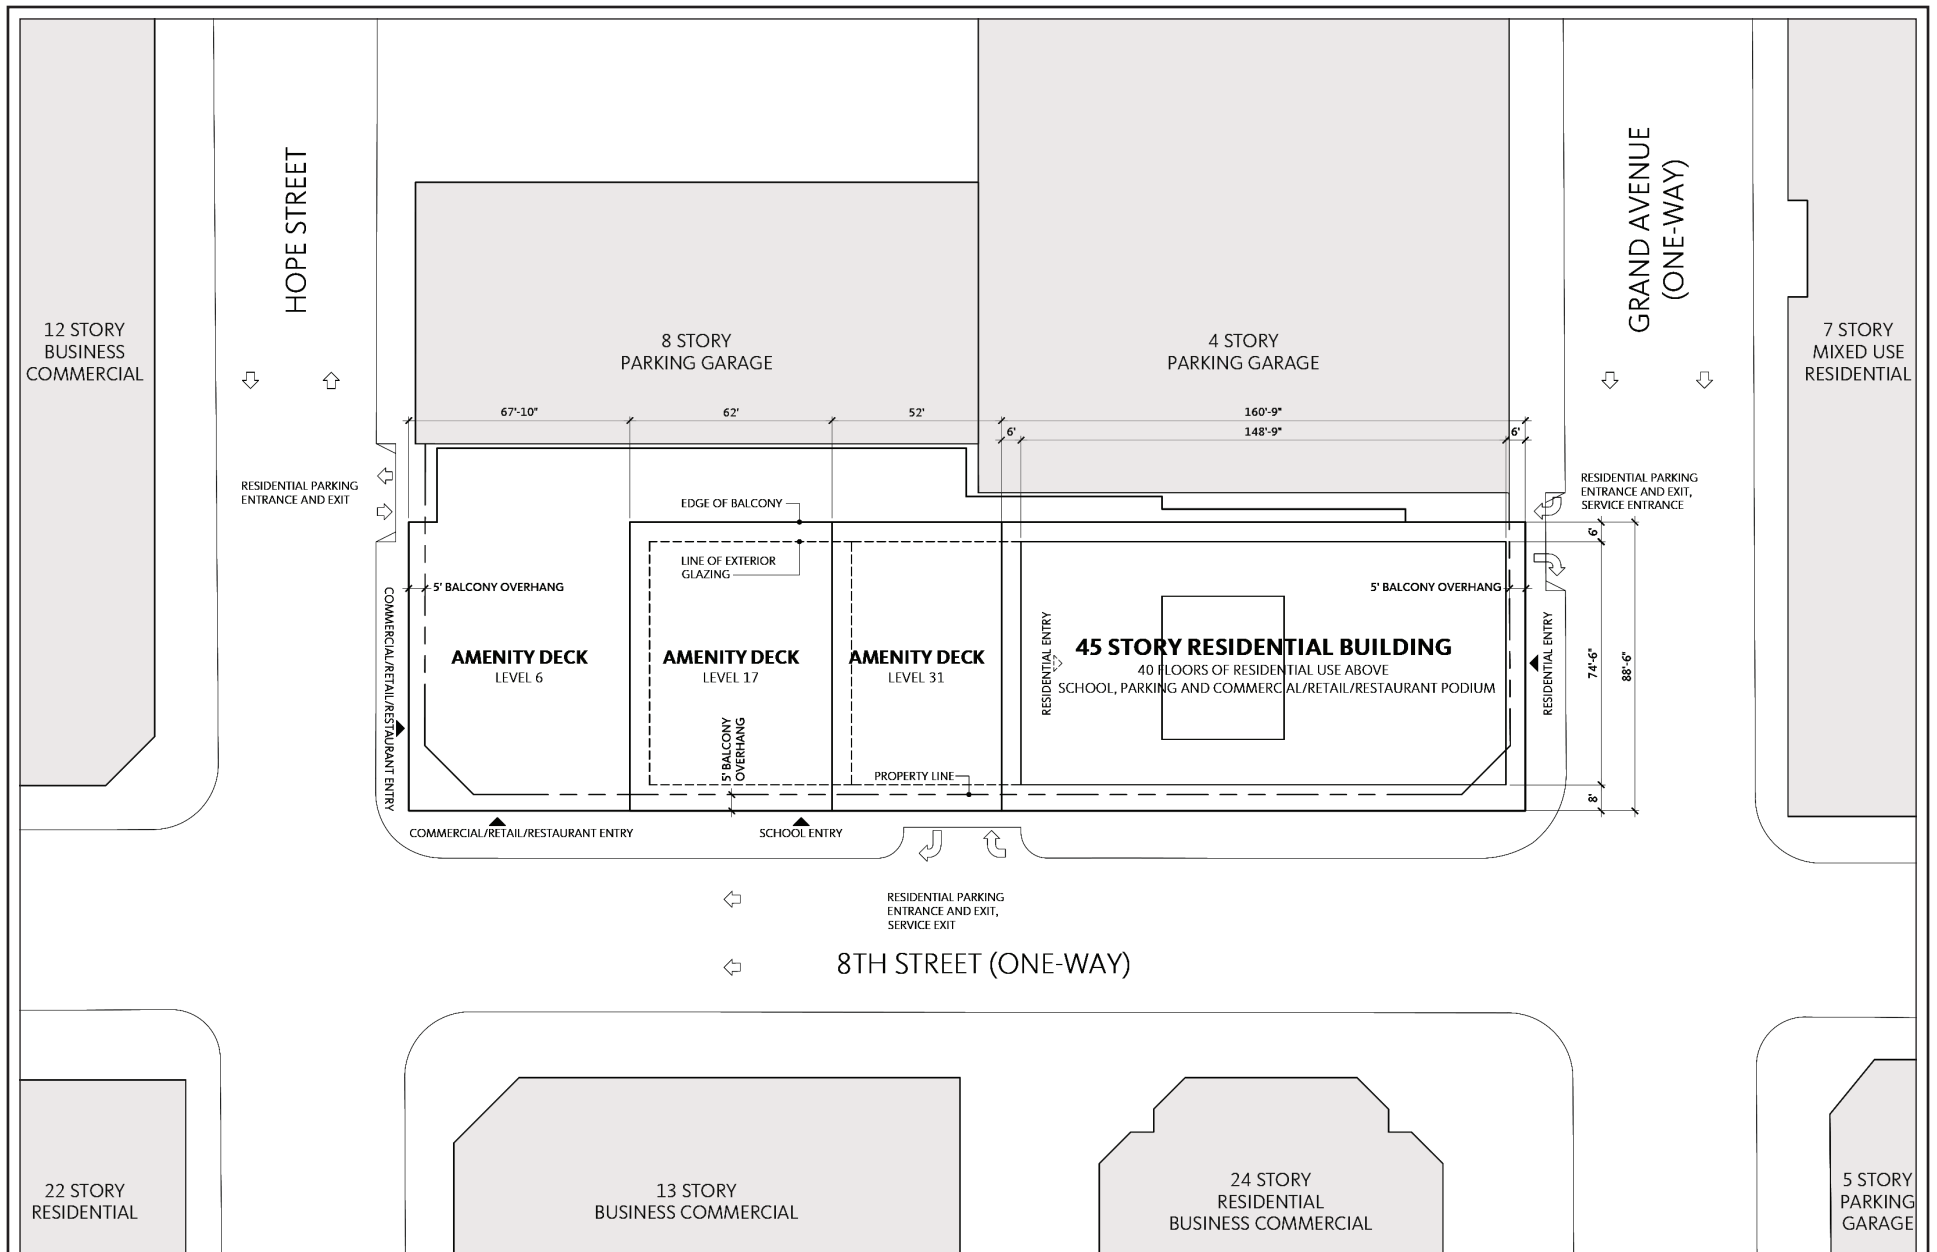 HOPE STREET
GRAND AVENUE
(ONE-WAY)
12 STORY
BUSINESS
COMMERCIAL
8 STORY
PARKING GARAGE
4 STORY
PARKING GARAGE
7 STORY
MIXED USE
RESIDENTIAL
67'-10"
62'
52'
160'-9"
6'
148'-9"
6'
RESIDENTIAL PARKING
ENTRANCE AND EXIT
EDGE OF BALCONY
RESIDENTIAL PARKING
ENTRANCE AND EXIT,
SERVICE ENTRANCE
LINE OF EXTERIOR
GLAZING
6'
5' BALCONY OVERHANG
5' BALCONY OVERHANG
COMMERCIAL/RETAIL/RESTAURANT ENTRY
AMENITY DECK
LEVEL 6
AMENITY DECK
LEVEL 17
AMENITY DECK
LEVEL 31
RESIDENTIAL ENTRY
45 STORY RESIDENTIAL BUILDING
40 FLOORS OF RESIDENTIAL USE ABOVE
SCHOOL, PARKING AND COMMERCIAL/RETAIL/RESTAURANT PODIUM
RESIDENTIAL ENTRY
74'-6"
88'-6"
5' BALCONY
OVERHANG
PROPERTY LINE
8'
COMMERCIAL/RETAIL/RESTAURANT ENTRY
SCHOOL ENTRY
RESIDENTIAL PARKING
ENTRANCE AND EXIT,
SERVICE EXIT
8TH STREET (ONE-WAY)
22 STORY
RESIDENTIAL
13 STORY
BUSINESS COMMERCIAL
24 STORY
RESIDENTIAL
BUSINESS COMMERCIAL
5 STORY
PARKING
GARAGE